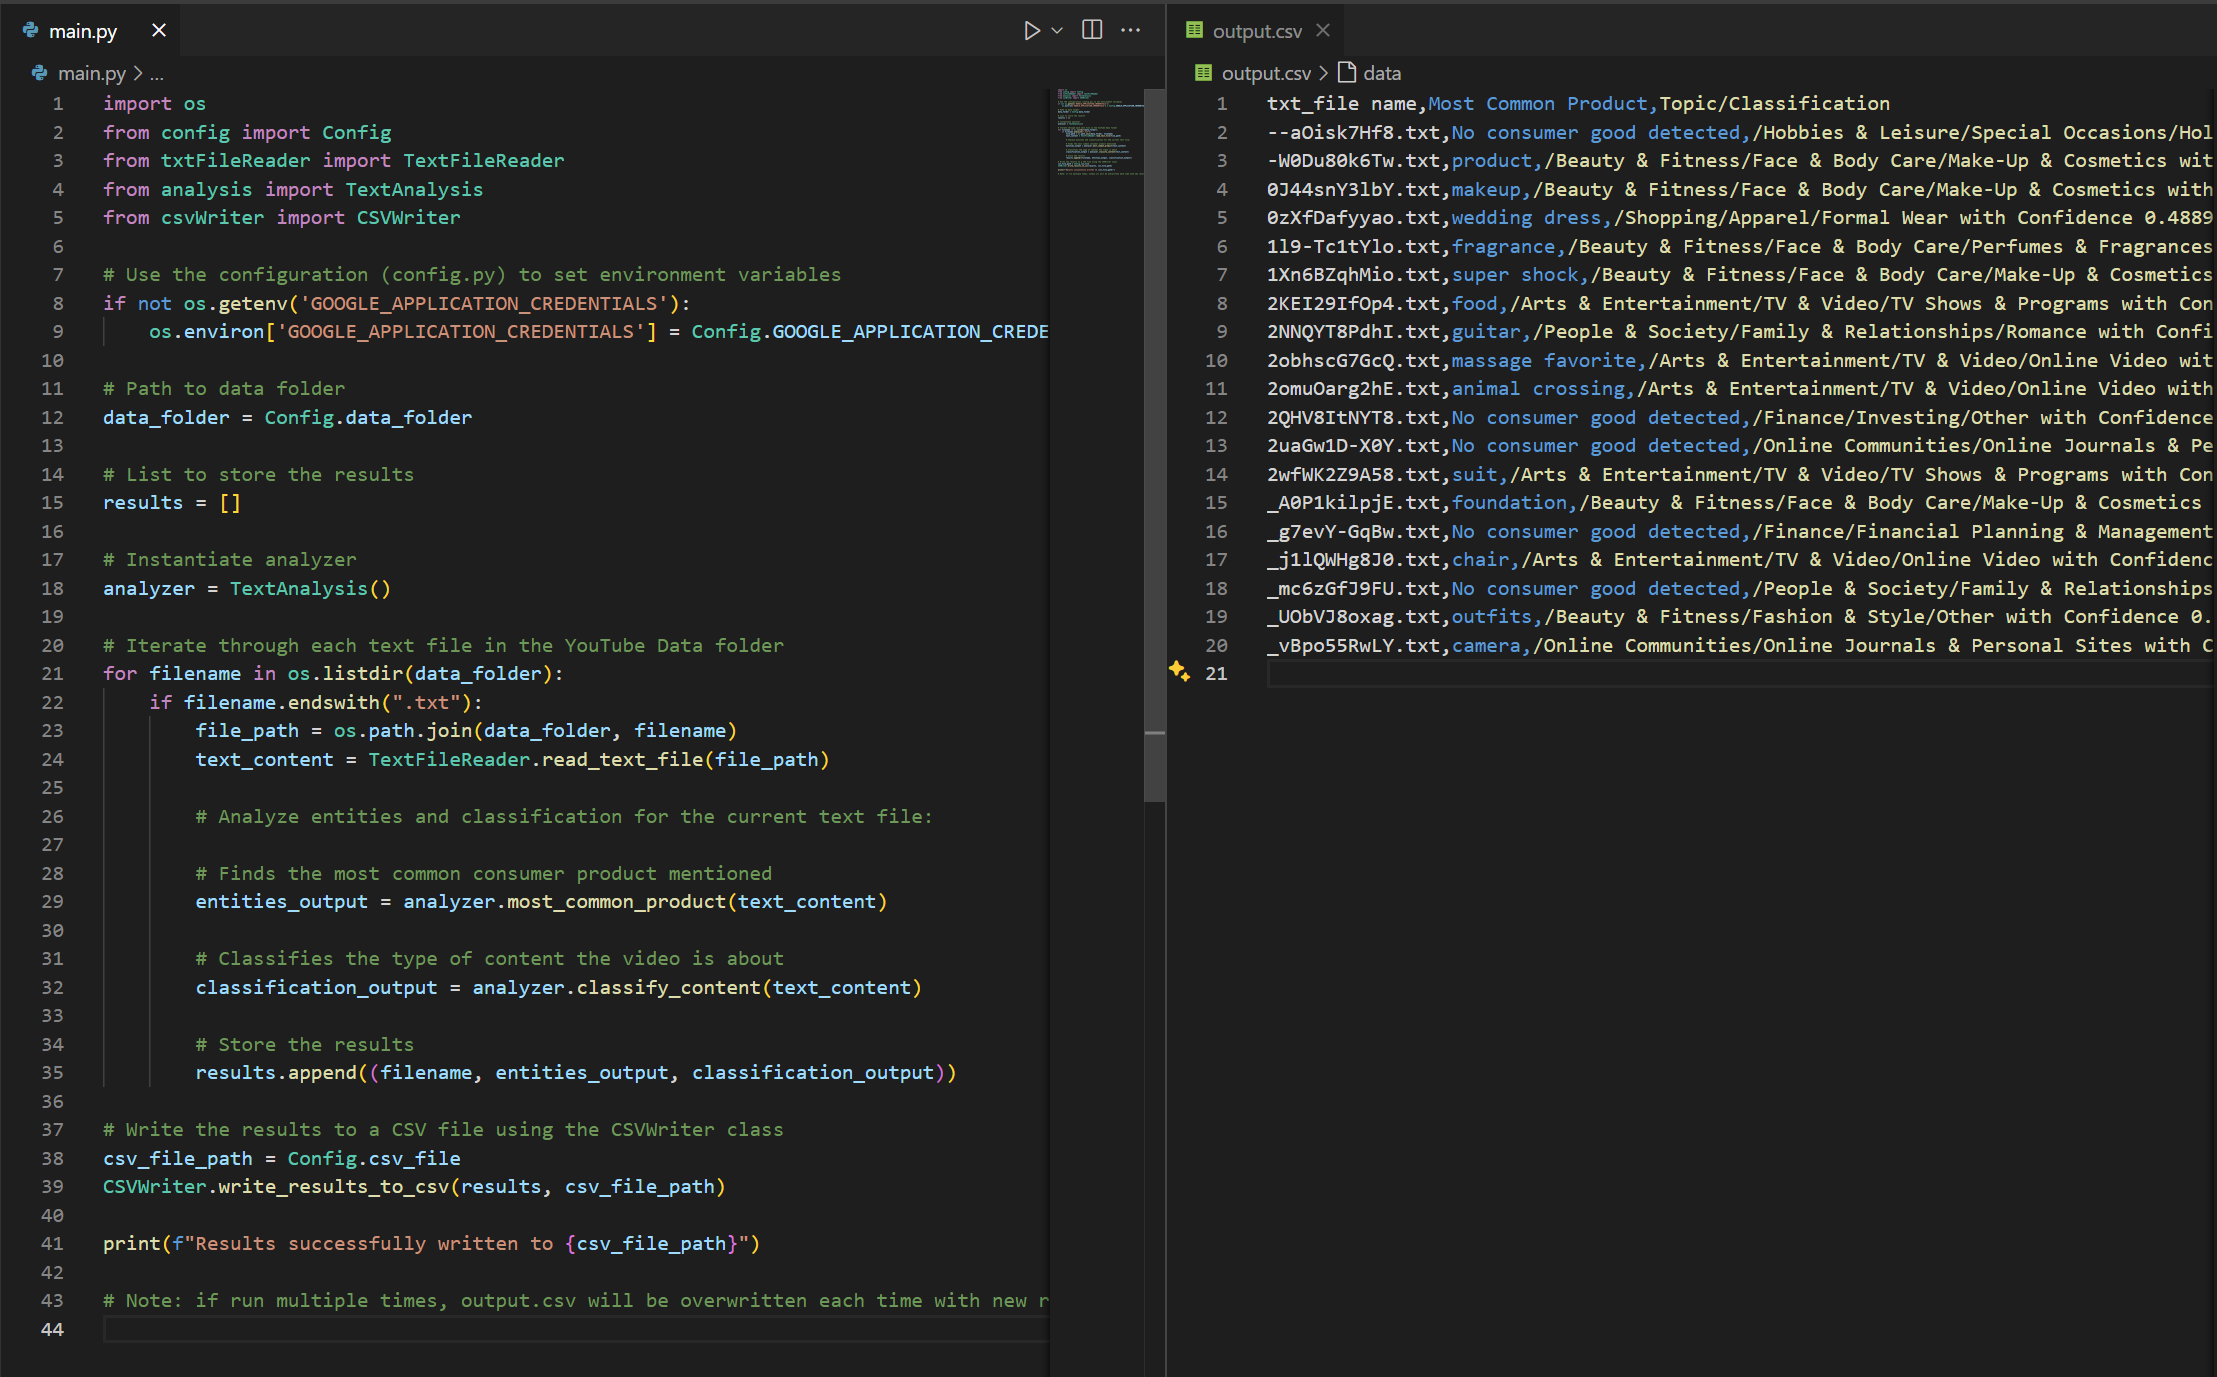 main.py
main.py > ...
1 import os
2 from config import Config
3 from txtFileReader import TextFileReader
4 from analysis import TextAnalysis
5 from csvWriter import CSVWriter
6
7 # Use the configuration (config.py) to set environment variables
8 if not os.getenv('GOOGLE_APPLICATION_CREDENTIALS'):
9     os.environ['GOOGLE_APPLICATION_CREDENTIALS'] = Config.GOOGLE_APPLICATION_CREDE
10
11 # Path to data folder
12 data_folder = Config.data_folder
13
14 # List to store the results
15 results = []
16
17 # Instantiate analyzer
18 analyzer = TextAnalysis()
19
20 # Iterate through each text file in the YouTube Data folder
21 for filename in os.listdir(data_folder):
22     if filename.endswith(".txt"):
23         file_path = os.path.join(data_folder, filename)
24         text_content = TextFileReader.read_text_file(file_path)
25
26         # Analyze entities and classification for the current text file:
27
28         # Finds the most common consumer product mentioned
29         entities_output = analyzer.most_common_product(text_content)
30
31         # Classifies the type of content the video is about
32         classification_output = analyzer.classify_content(text_content)
33
34         # Store the results
35         results.append((filename, entities_output, classification_output))
36
37 # Write the results to a CSV file using the CSVWriter class
38 csv_file_path = Config.csv_file
39 CSVWriter.write_results_to_csv(results, csv_file_path)
40
41 print(f"Results successfully written to {csv_file_path}")
42
43 # Note: if run multiple times, output.csv will be overwritten each time with new r
44
output.csv
output.csv > data
1 txt_file name,Most Common Product,Topic/Classification
2 --aOisk7Hf8.txt,No consumer good detected,/Hobbies & Leisure/Special Occasions/Hol
3 -W0Du80k6Tw.txt,product,/Beauty & Fitness/Face & Body Care/Make-Up & Cosmetics wit
4 0J44snY3lbY.txt,makeup,/Beauty & Fitness/Face & Body Care/Make-Up & Cosmetics with
5 0zXfDafyyao.txt,wedding dress,/Shopping/Apparel/Formal Wear with Confidence 0.4889
6 1l9-Tc1tYlo.txt,fragrance,/Beauty & Fitness/Face & Body Care/Perfumes & Fragrances
7 1Xn6BZqhMio.txt,super shock,/Beauty & Fitness/Face & Body Care/Make-Up & Cosmetics
8 2KEI29IfOp4.txt,food,/Arts & Entertainment/TV & Video/TV Shows & Programs with Con
9 2NNQYT8PdhI.txt,guitar,/People & Society/Family & Relationships/Romance with Confi
10 2obhscG7GcQ.txt,massage favorite,/Arts & Entertainment/TV & Video/Online Video wit
11 2omuOarg2hE.txt,animal crossing,/Arts & Entertainment/TV & Video/Online Video with
12 2QHV8ItNYT8.txt,No consumer good detected,/Finance/Investing/Other with Confidence
13 2uaGw1D-X0Y.txt,No consumer good detected,/Online Communities/Online Journals & Pe
14 2wfWK2Z9A58.txt,suit,/Arts & Entertainment/TV & Video/TV Shows & Programs with Con
15 _A0P1kilpjE.txt,foundation,/Beauty & Fitness/Face & Body Care/Make-Up & Cosmetics
16 _g7evY-GqBw.txt,No consumer good detected,/Finance/Financial Planning & Management
17 _j1lQWHg8J0.txt,chair,/Arts & Entertainment/TV & Video/Online Video with Confidenc
18 _mc6zGfJ9FU.txt,No consumer good detected,/People & Society/Family & Relationships
19 _UObVJ8oxag.txt,outfits,/Beauty & Fitness/Fashion & Style/Other with Confidence 0.
20 _vBpo55RwLY.txt,camera,/Online Communities/Online Journals & Personal Sites with C
21